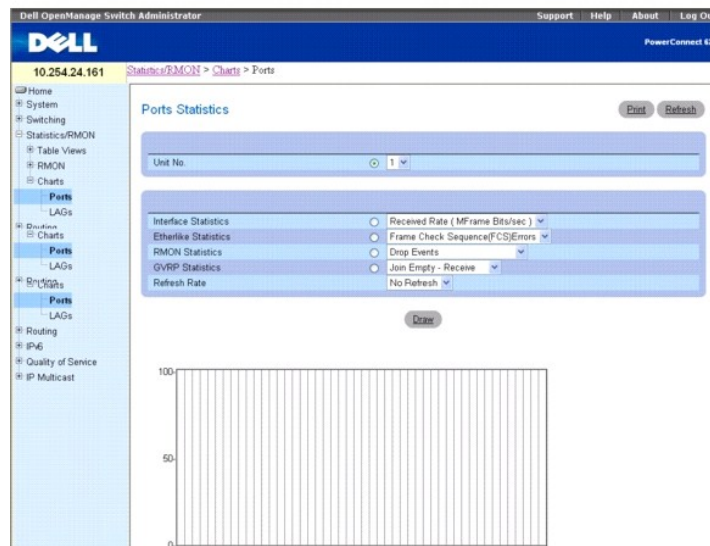 Dell OpenManage Switch Administrator
Support Help About Log Ou
DELL
PowerConnect 62
10.254.24.161
Statistics/RMON > Charts > Ports
Home
System
Switching
Statistics/RMON
Table Views
RMON
Charts
Ports
LAGs
Routing
Charts
Ports
LAGs
Routing
Charts
Ports
LAGs
Routing
IPv6
Quality of Service
IP Multicast
Ports Statistics
Print Refresh
Unit No. 1
Interface Statistics Received Rate ( MFrame Bits/sec )
Etherlike Statistics Frame Check Sequence(FCS)Errors
RMON Statistics Drop Events
GVRP Statistics Join Empty - Receive
Refresh Rate No Refresh
Draw
100
50
0